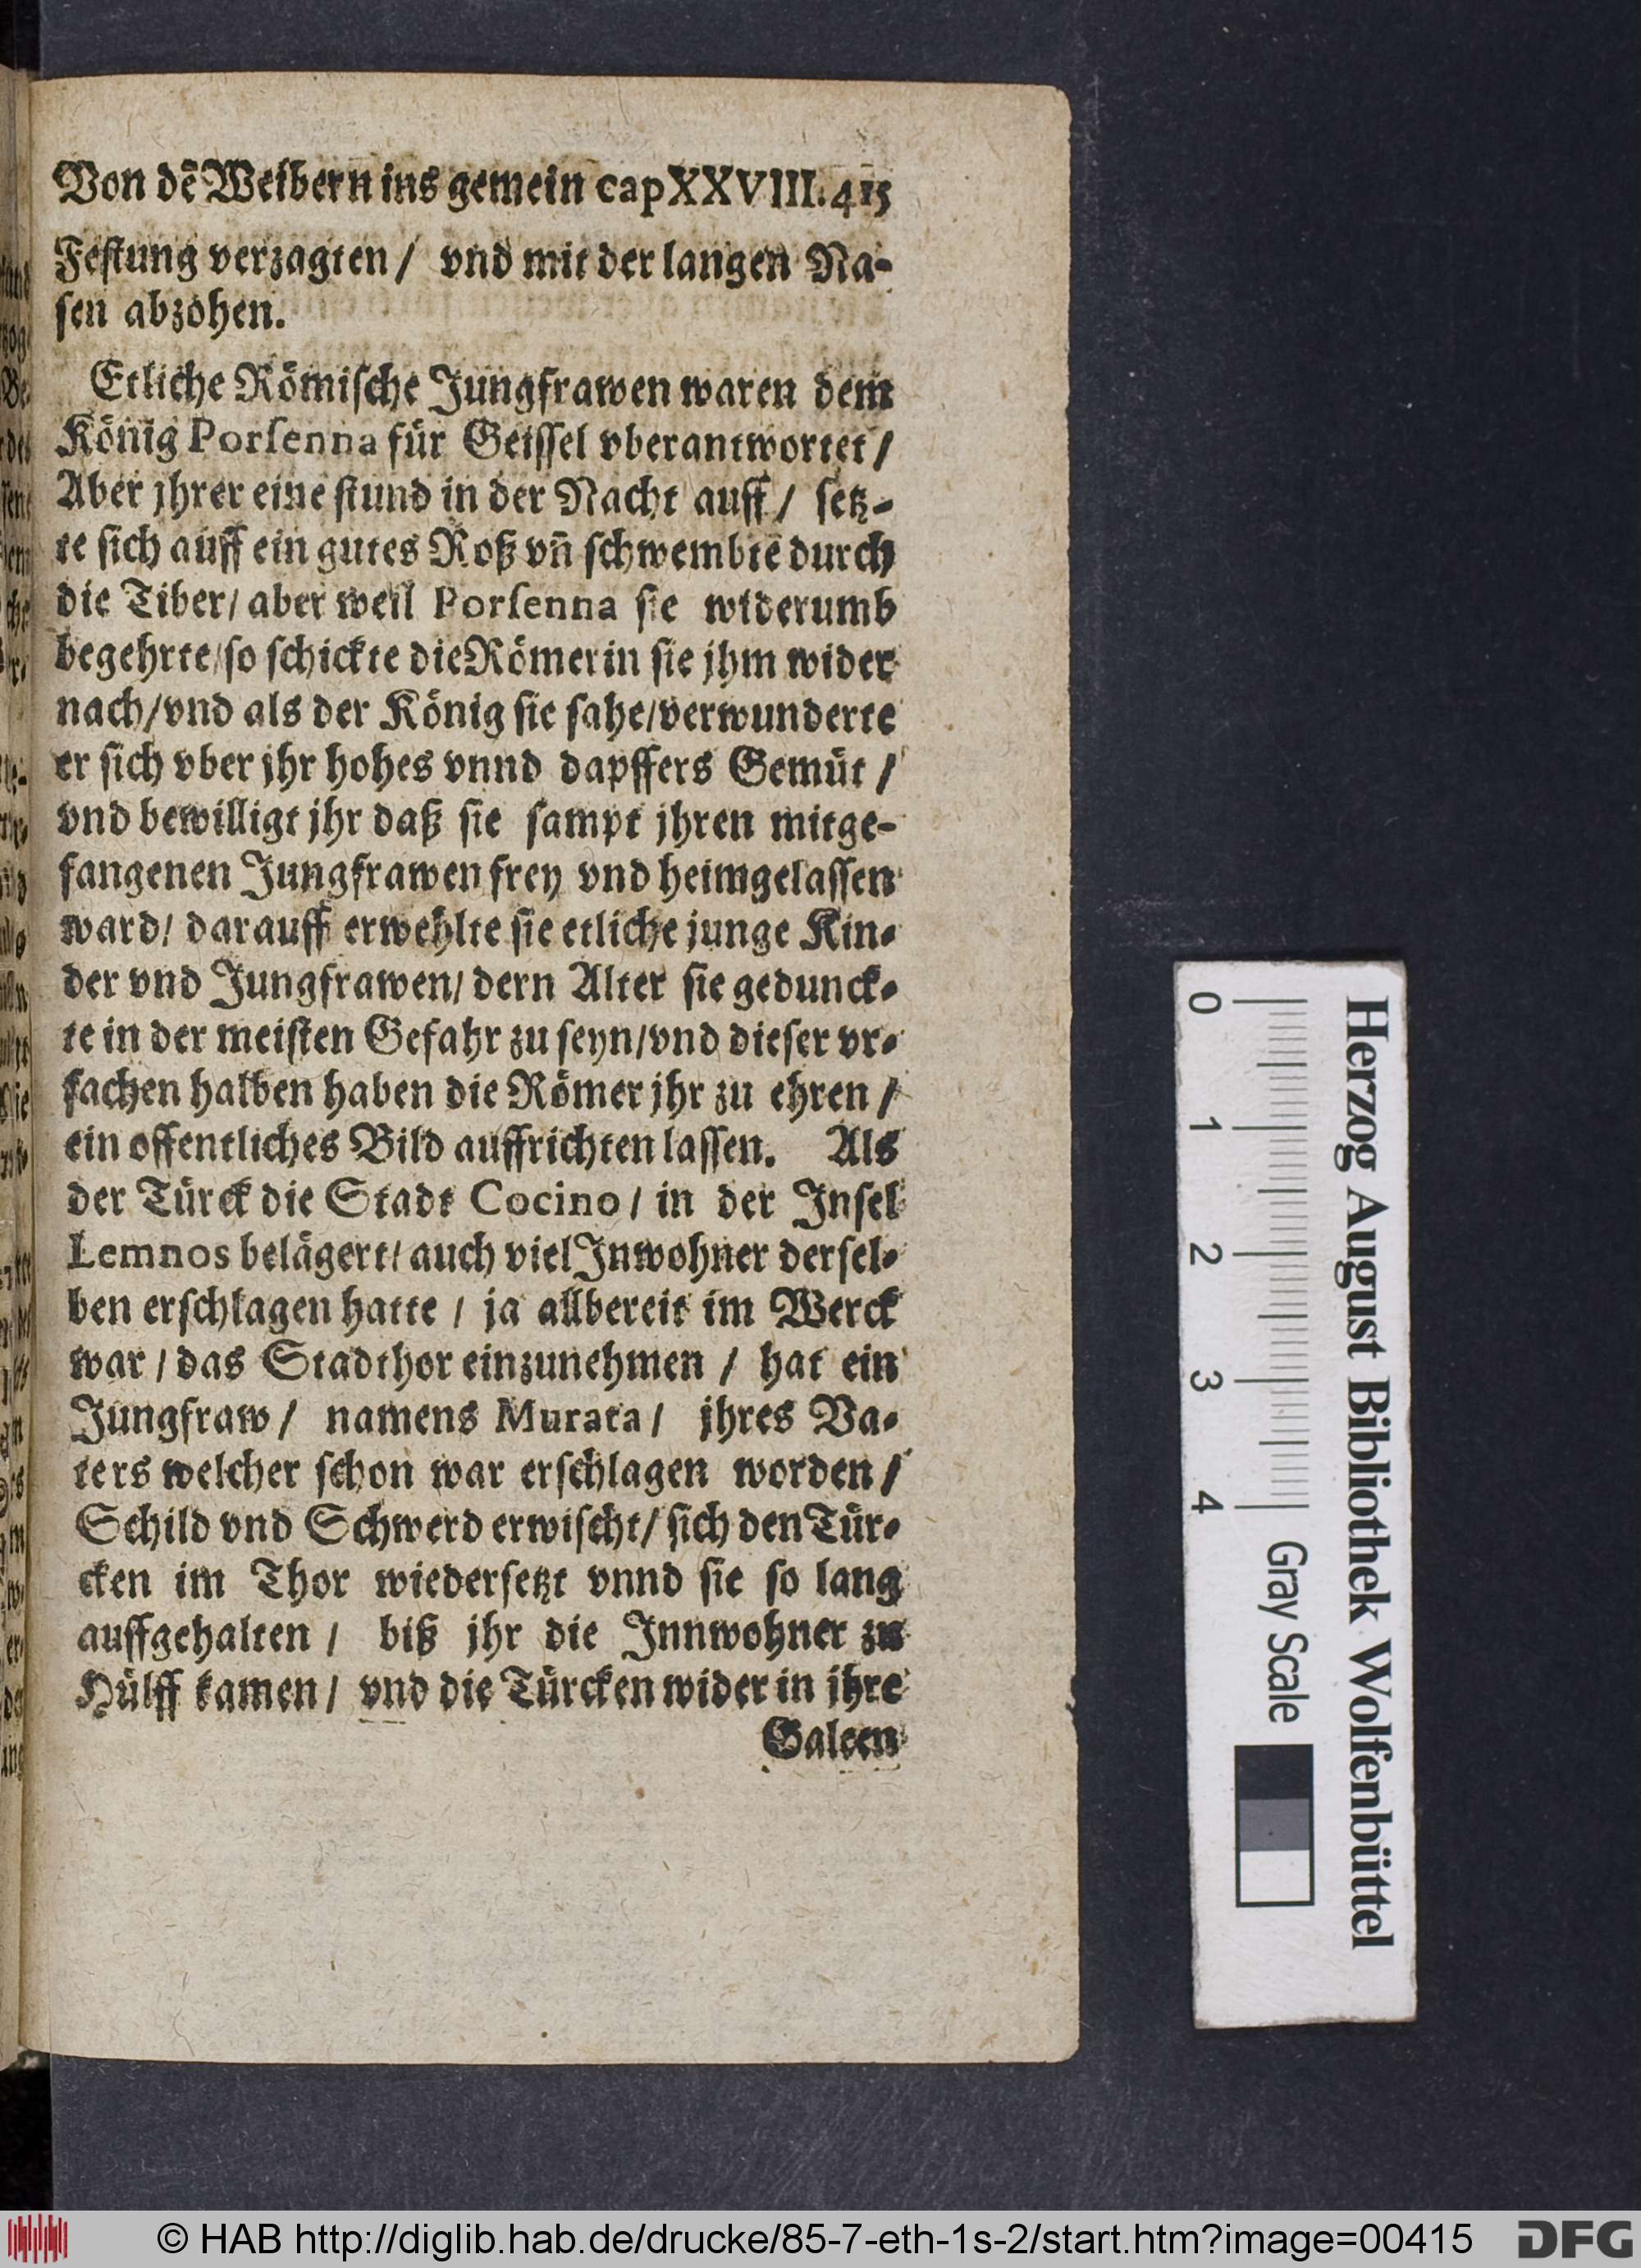 Von dē Weibern ins gemein cap XXVIII. 415
Festung verzagten / vnd mit der langen Na-
sen abzohen.
Etliche Römische Jungfrawen waren dem
König Porsenna für Geissel vberantwortet /
Aber jhrer eine stund in der Nacht auff / setz-
te sich auff ein gutes Roß vn̄ schwembte durch
die Tiber / aber weil Porsenna sie widerumb
begehrte / so schickte die Römer in sie jhm wider
nach / vnd als der König sie sahe / verwunderte
er sich vber jhr hohes vnnd dapffers Gemüt /
vnd bewilligt jhr daß sie sampt jhren mitge-
fangenen Jungfrawen frey vnd heimgelassen
ward / darauff erwehlte sie etliche junge Kin-
der vnd Jungfrawen / dern Alter sie gedunck-
te in der meisten Gefahr zu seyn / vnd dieser vr-
sachen halben haben die Römer jhr zu ehren /
ein offentliches Bild auffrichten lassen. Als
der Türck die Stadt Cocino / in der Insel
Lemnos belägert / auch viel Inwohner dersel-
ben erschlagen hatte / ja allbereit im Werck
war / das Stadthor einzunehmen / hat ein
Jungfraw / namens Murata / jhres Va-
ters welcher schon war erschlagen worden /
Schild vnd Schwerd erwischt / sich den Tür-
cken im Thor wiedersetzt vnnd sie so lang
auffgehalten / biß jhr die Innwohner zu
Hülff kamen / vnd die Türcken wider in jhre
Galeen
Herzog August Bibliothek Wolfenbüttel
0 1 2 3 4 Gray Scale
© HAB http://diglib.hab.de/drucke/85-7-eth-1s-2/start.htm?image=00415
DFG